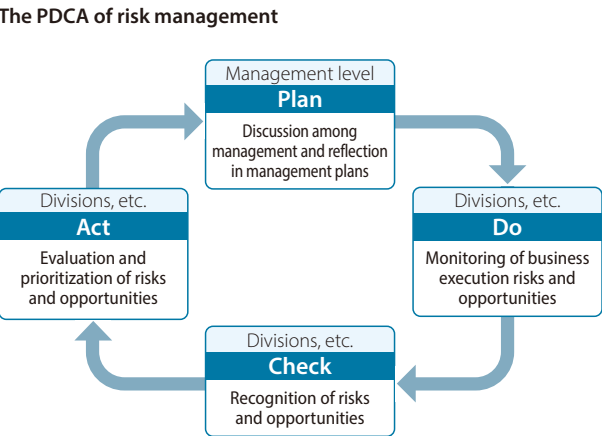 The PDCA of risk management
Management level
Plan
Discussion among
management and reflection
in management plans
Divisions, etc.
Act
Evaluation and
prioritization of risks
and opportunities
Divisions, etc.
Do
Monitoring of business
execution risks and
opportunities
Divisions, etc.
Check
Recognition of risks
and opportunities